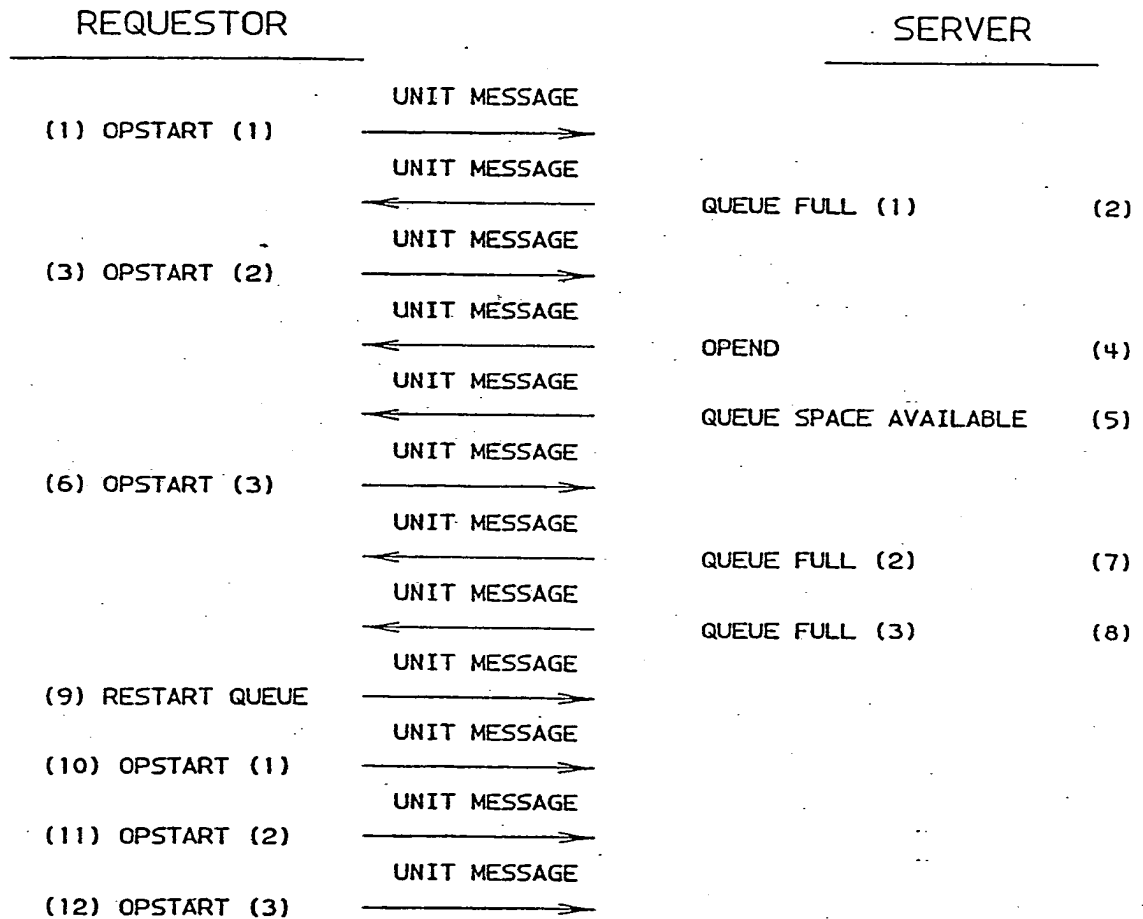 REQUESTOR SERVER
UNIT MESSAGE
(1) OPSTART (1)
UNIT MESSAGE
QUEUE FULL (1) (2)
UNIT MESSAGE
(3) OPSTART (2)
UNIT MESSAGE
OPEND (4)
UNIT MESSAGE
QUEUE SPACE AVAILABLE (5)
UNIT MESSAGE
(6) OPSTART (3)
UNIT MESSAGE
QUEUE FULL (2) (7)
UNIT MESSAGE
QUEUE FULL (3) (8)
UNIT MESSAGE
(9) RESTART QUEUE
UNIT MESSAGE
(10) OPSTART (1)
UNIT MESSAGE
(11) OPSTART (2)
UNIT MESSAGE
(12) OPSTART (3)